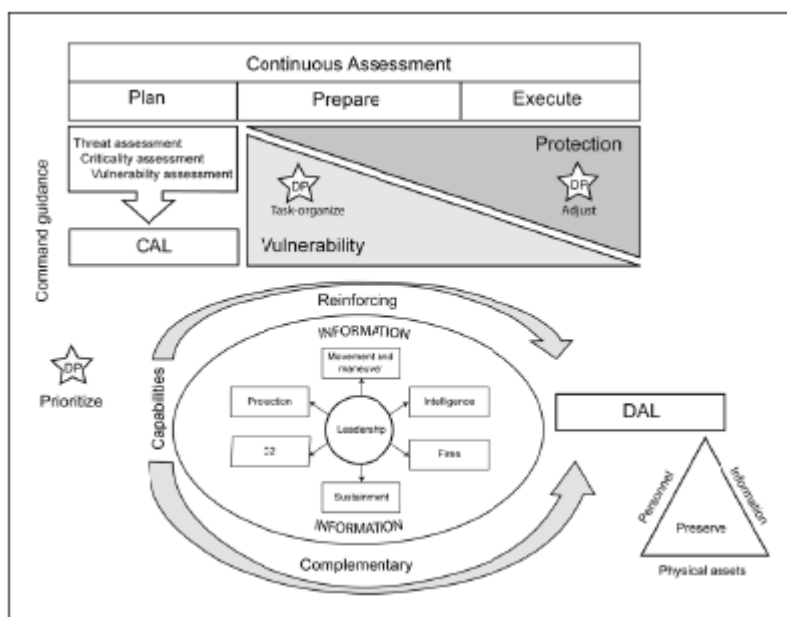 Continuous Assessment
Plan
Prepare
Execute
Command guidance
Threat assessment
Criticality assessment
Vulnerability assessment
CAL
Protection
DP
Task-organize
DP
Adjust
Vulnerability
DP
Prioritize
Capabilities
Reinforcing
INFORMATION
Movement and
maneuver
Protection
Intelligence
Leadership
C2
Fires
Sustainment
INFORMATION
Complementary
DAL
Personnel
Information
Preserve
Physical assets